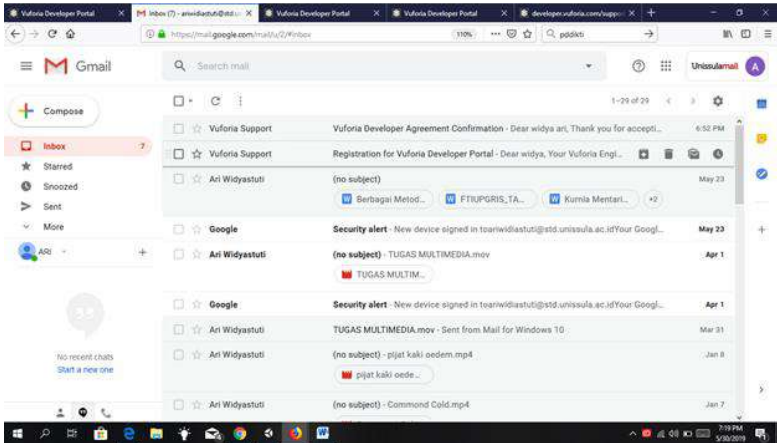 Vuforia Developer Portal
Inbox (7) - ariwidiastuti@std.u
Vuforia Developer Portal
Vuforia Developer Portal
developer.vuforia.com/suppo
https://mail.google.com/mail/u/2/#inbox
110%
pddikti
Gmail
Search mail
Unissulamail
A
Compose
1–29 of 29
Inbox 7
Starred
Snoozed
Sent
More
ARI
No recent chats
Start a new one
Vuforia Support Vuforia Developer Agreement Confirmation - Dear widya ari, Thank you for accepti... 6:52 PM
Vuforia Support Registration for Vuforia Developer Portal - Dear widya, Your Vuforia Engi...
Ari Widyastuti (no subject) May 23
W Berbagai Metod... W FTIUPGRIS_TA... W Kurnia Mentari... +2
Google Security alert - New device signed in toariwidiastuti@std.unissula.ac.idYour Googl... May 23
Ari Widyastuti (no subject) - TUGAS MULTIMEDIA.mov Apr 1
TUGAS MULTIM...
Google Security alert - New device signed in toariwidiastuti@std.unissula.ac.idYour Googl... Apr 1
Ari Widyastuti TUGAS MULTIMEDIA.mov - Sent from Mail for Windows 10 Mar 31
Ari Widyastuti (no subject) - pijat kaki oedem.mp4 Jan 8
pijat kaki oede...
Ari Widyastuti (no subject) - Commond Cold.mp4 Jan 7
7:19 PM
5/30/2019